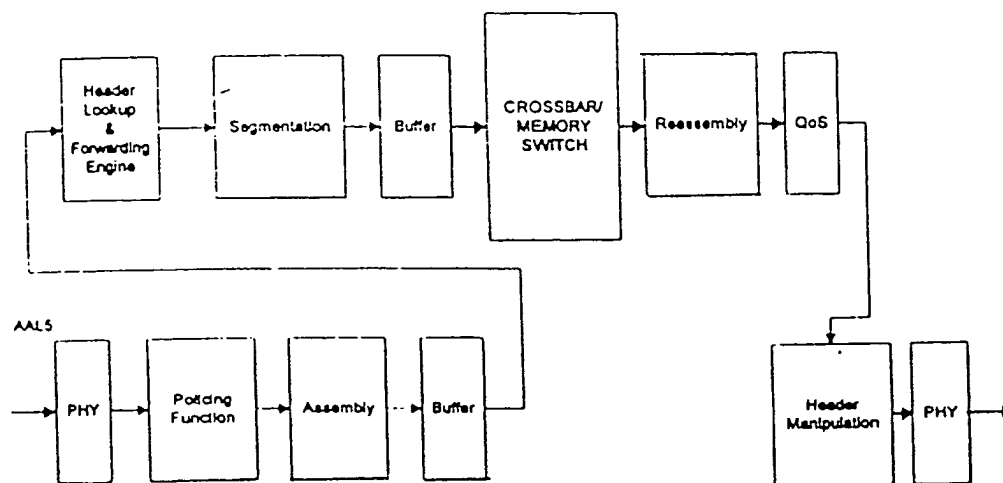 Header
Lookup
&
Forwarding
Engine
Segmentation
Buffer
CROSSBAR/
MEMORY
SWITCH
Reassembly
QoS
AAL5
PHY
Policing
Function
Assembly
Buffer
Header
Manipulation
PHY